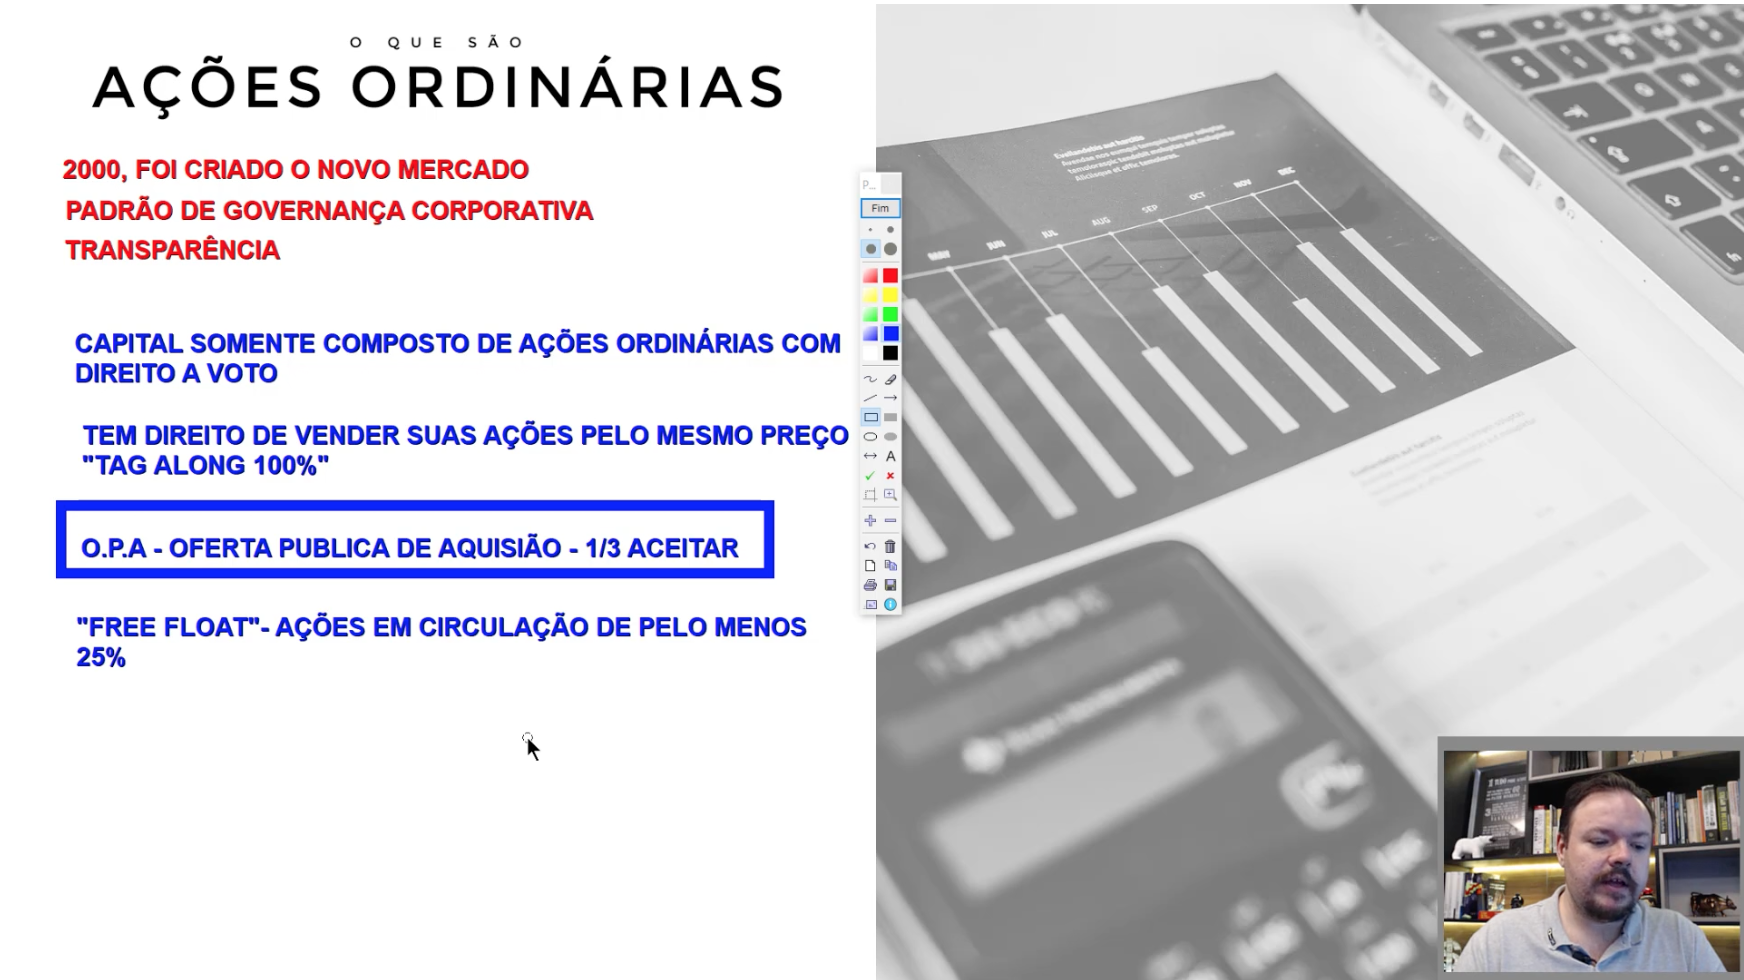 O QUE SÃO
AÇÕES ORDINÁRIAS
2000, FOI CRIADO O NOVO MERCADO
PADRÃO DE GOVERNANÇA CORPORATIVA
TRANSPARÊNCIA
CAPITAL SOMENTE COMPOSTO DE AÇÕES ORDINÁRIAS COM
DIREITO A VOTO
TEM DIREITO DE VENDER SUAS AÇÕES PELO MESMO PREÇO
"TAG ALONG 100%"
O.P.A - OFERTA PUBLICA DE AQUISIÃO - 1/3 ACEITAR
"FREE FLOAT"- AÇÕES EM CIRCULAÇÃO DE PELO MENOS
25%
P...
Fim
A
MAY JUN JUL AUG SEP OCT NOV DEC